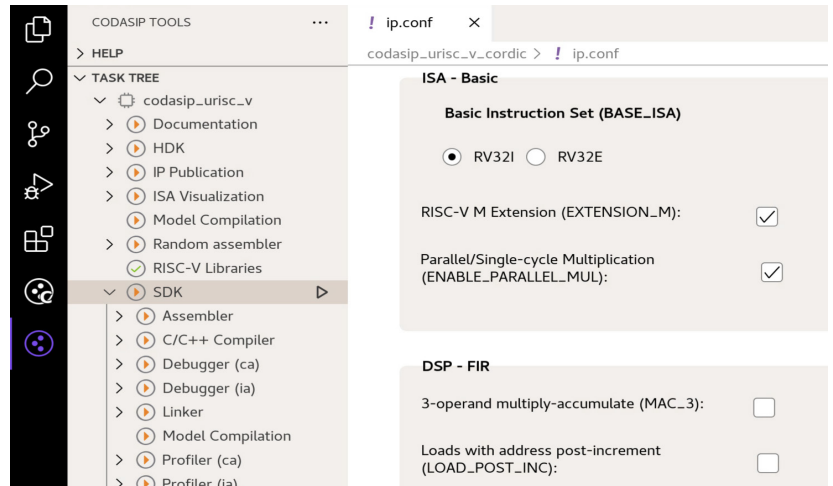 CODASIP TOOLS ...
HELP
TASK TREE
codasip_urisc_v
Documentation
HDK
IP Publication
ISA Visualization
Model Compilation
Random assembler
RISC-V Libraries
SDK
Assembler
C/C++ Compiler
Debugger (ca)
Debugger (ia)
Linker
Model Compilation
Profiler (ca)
Profiler (ia)
! ip.conf
codasip_urisc_v_cordic > ! ip.conf
ISA - Basic
Basic Instruction Set (BASE_ISA)
RV32I RV32E
RISC-V M Extension (EXTENSION_M):
Parallel/Single-cycle Multiplication
(ENABLE_PARALLEL_MUL):
DSP - FIR
3-operand multiply-accumulate (MAC_3):
Loads with address post-increment
(LOAD_POST_INC):